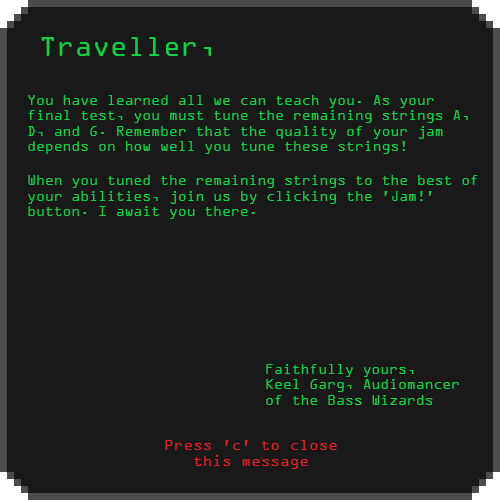 Traveller,
You have learned all we can teach you. As your
final test, you must tune the remaining strings A,
D, and G. Remember that the quality of your jam
depends on how well you tune these strings!
When you tuned the remaining strings to the best of
your abilities, join us by clicking the 'Jam!'
button. I await you there.
Faithfully yours,
Keel Garg, Audiomancer
of the Bass Wizards
Press 'c' to close
this message